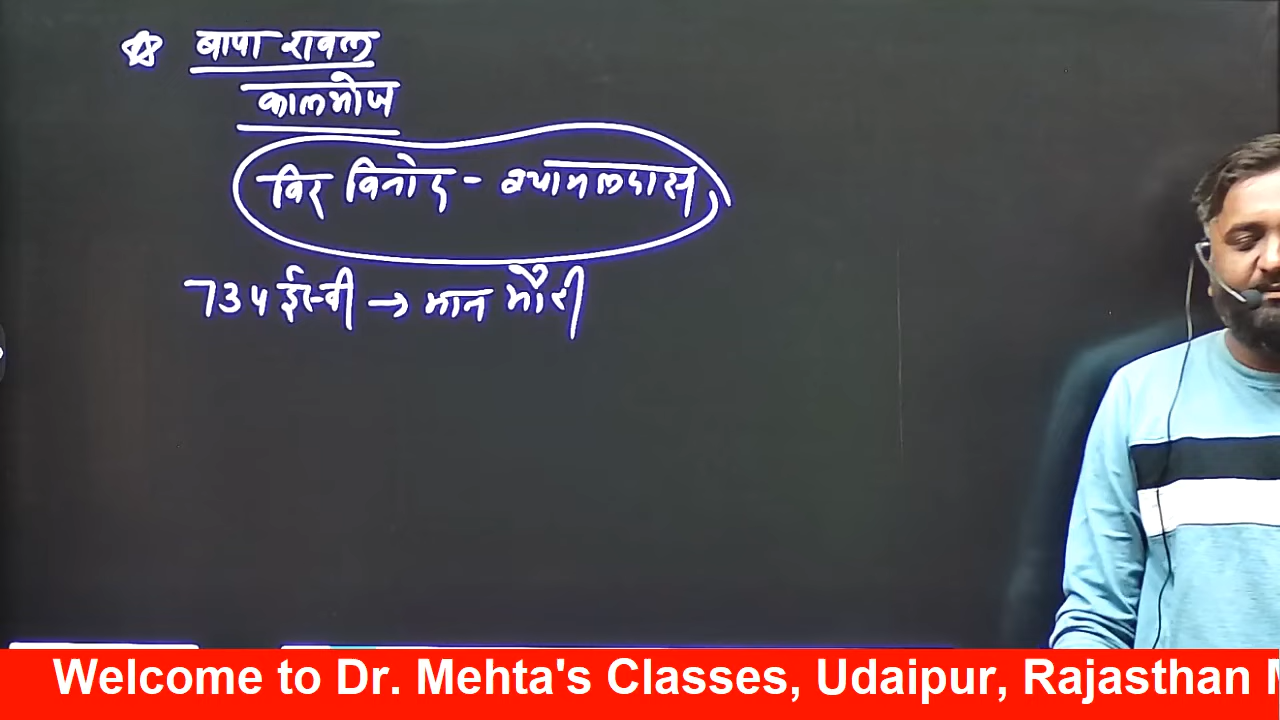 बापा रावल
कालभोज
विर विनोद - श्यामलदास
734 ईस्वी → मान मौरी
Welcome to Dr. Mehta's Classes, Udaipur, Rajasthan